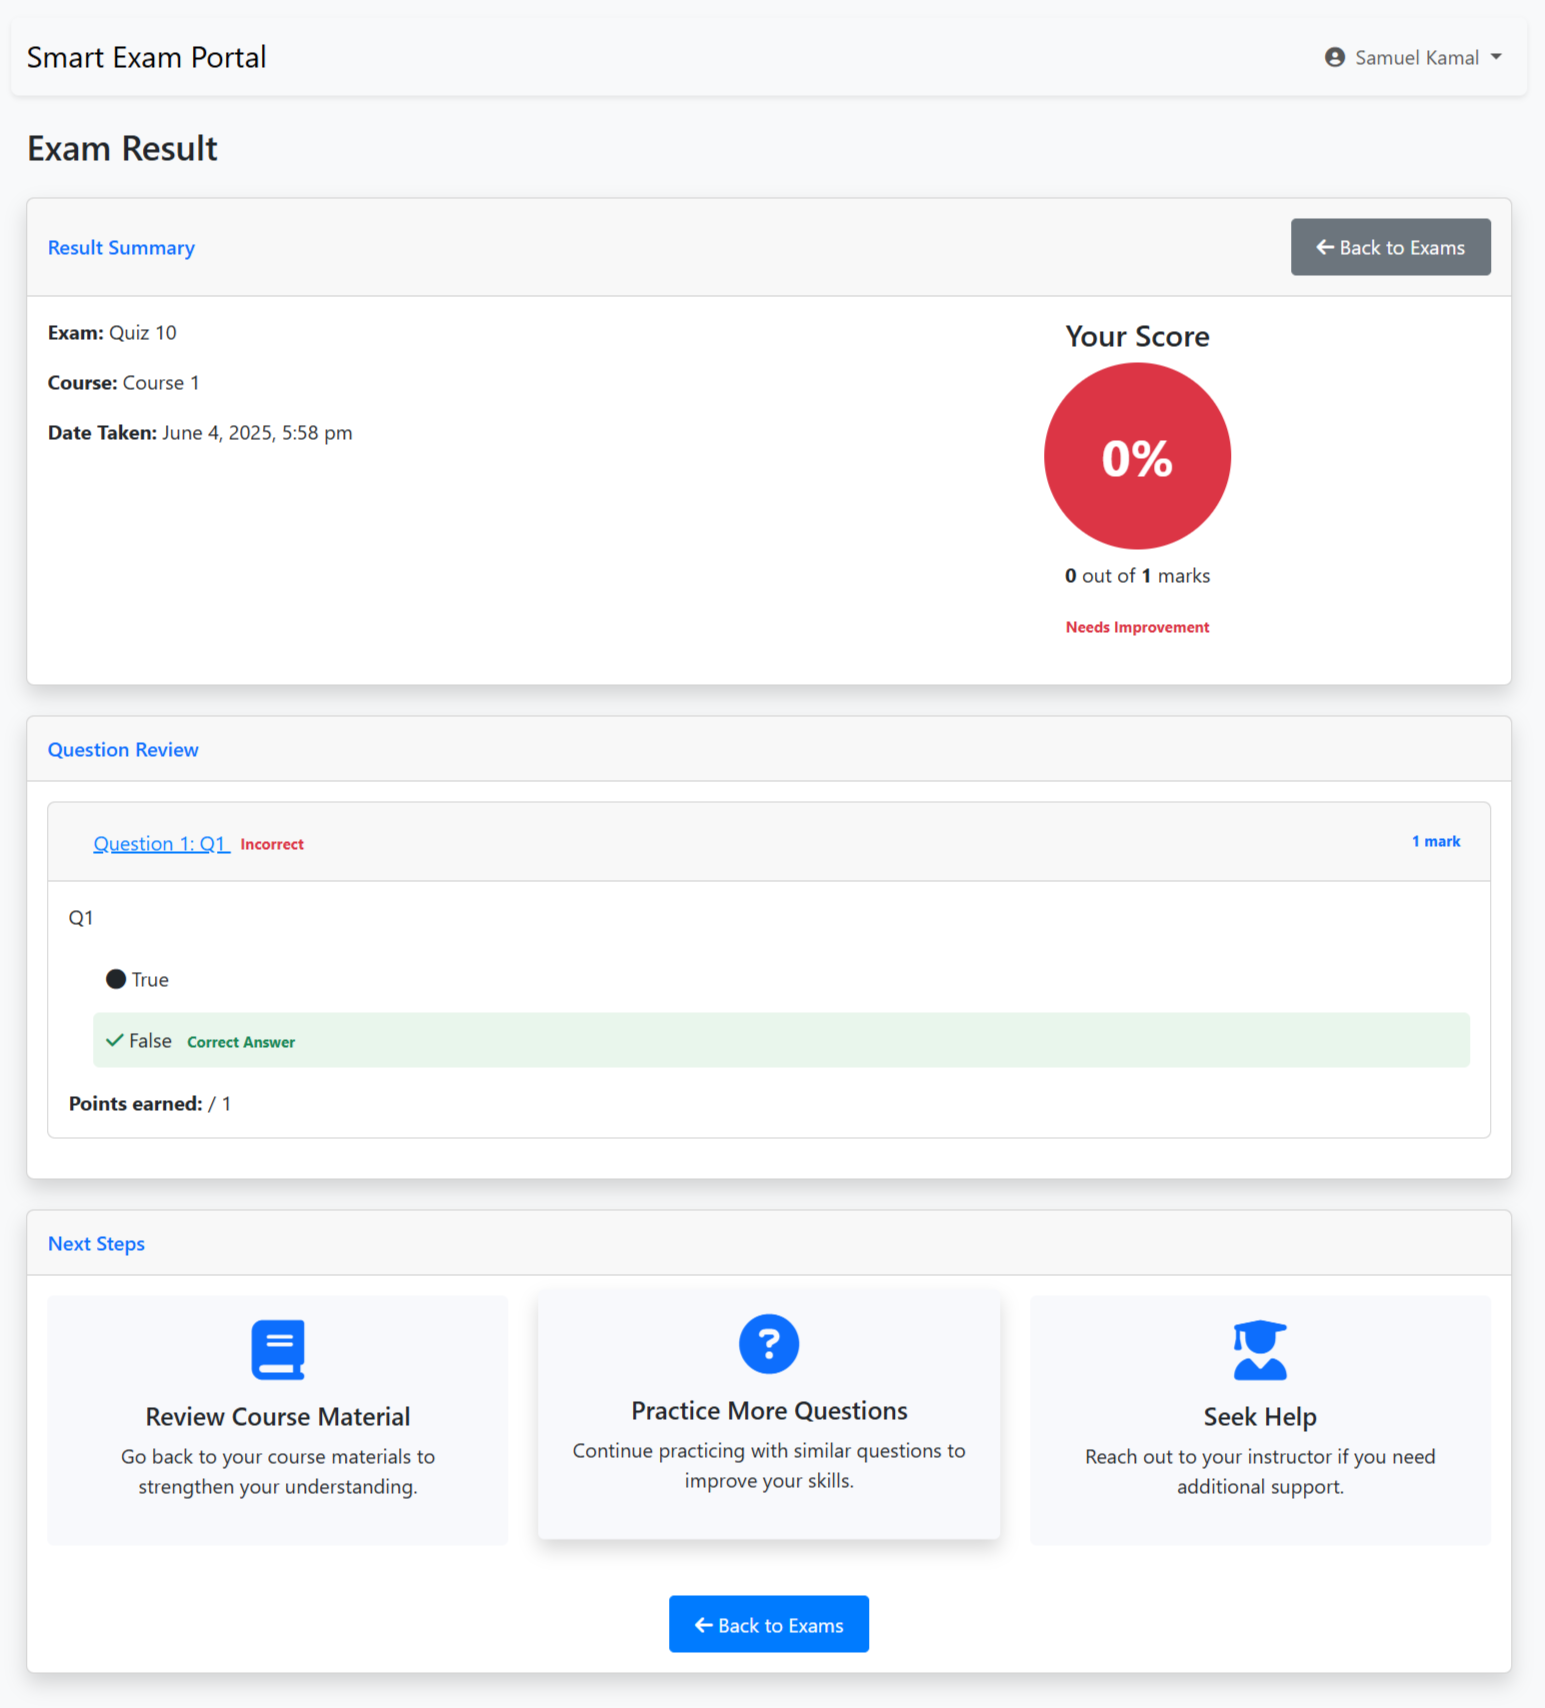 Smart Exam Portal
Samuel Kamal
Exam Result
Result Summary
Back to Exams
Exam: Quiz 10
Course: Course 1
Date Taken: June 4, 2025, 5:58 pm
Your Score
0%
0 out of 1 marks
Needs Improvement
Question Review
Question 1: Q1 Incorrect
1 mark
Q1
True
False Correct Answer
Points earned: / 1
Next Steps
Review Course Material
Go back to your course materials to
strengthen your understanding.
Practice More Questions
Continue practicing with similar questions to
improve your skills.
Seek Help
Reach out to your instructor if you need
additional support.
Back to Exams